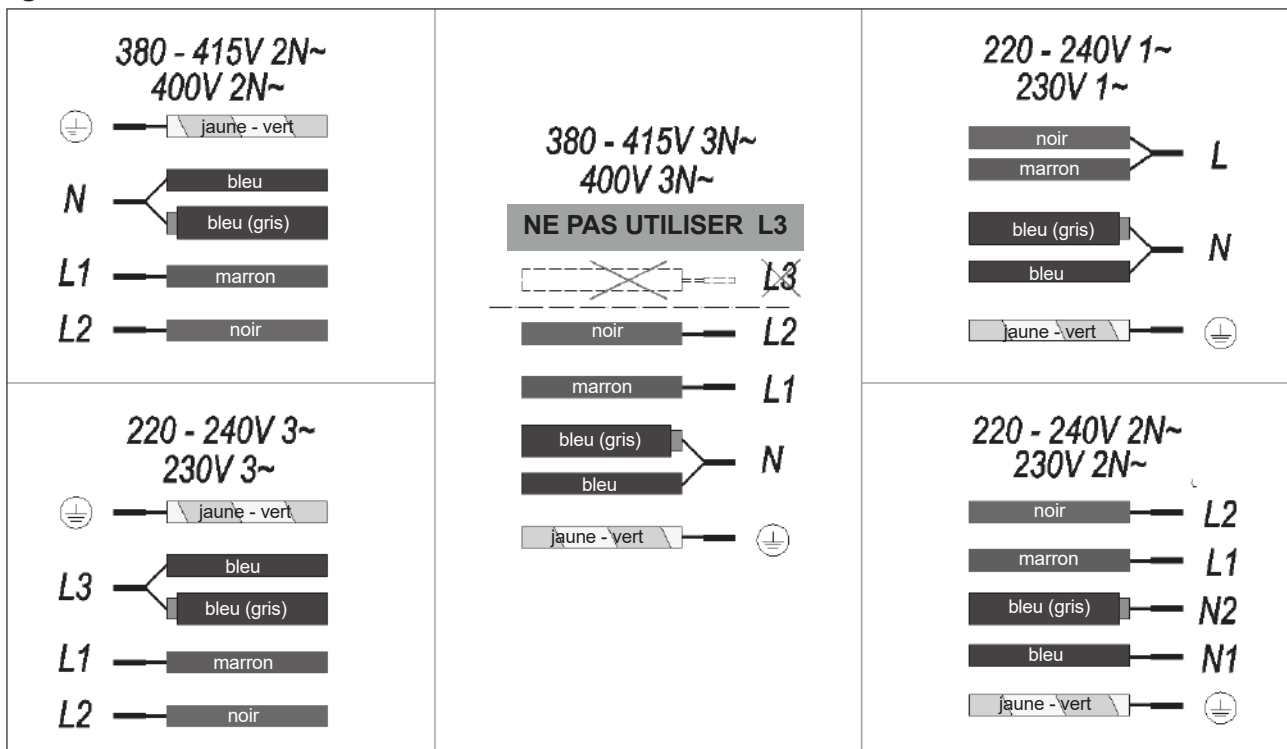 380 - 415V 2N~
400V 2N~
jaune - vert
N
bleu
bleu (gris)
L1
marron
L2
noir
220 - 240V 3~
230V 3~
jaune - vert
L3
bleu
bleu (gris)
L1
marron
L2
noir
380 - 415V 3N~
400V 3N~
NE PAS UTILISER L3
L3
noir
L2
marron
L1
bleu (gris)
N
bleu
jaune - vert
220 - 240V 1~
230V 1~
noir
L
marron
bleu (gris)
N
bleu
jaune - vert
220 - 240V 2N~
230V 2N~
noir
L2
marron
L1
bleu (gris)
N2
bleu
N1
jaune - vert